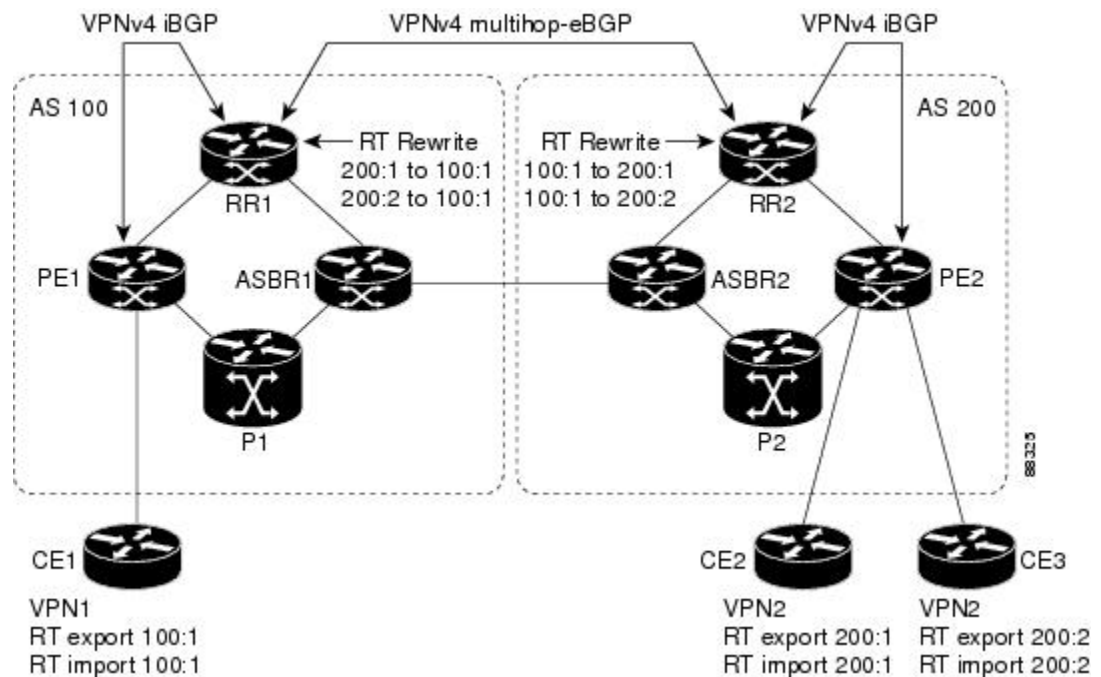 VPNv4 iBGP
VPNv4 multihop-eBGP
VPNv4 iBGP
AS 100
AS 200
RT Rewrite
200:1 to 100:1
200:2 to 100:1
RT Rewrite
100:1 to 200:1
100:1 to 200:2
RR1
RR2
PE1
ASBR1
ASBR2
PE2
P1
P2
88325
CE1
VPN1
RT export 100:1
RT import 100:1
CE2
VPN2
RT export 200:1
RT import 200:1
CE3
VPN2
RT export 200:2
RT import 200:2